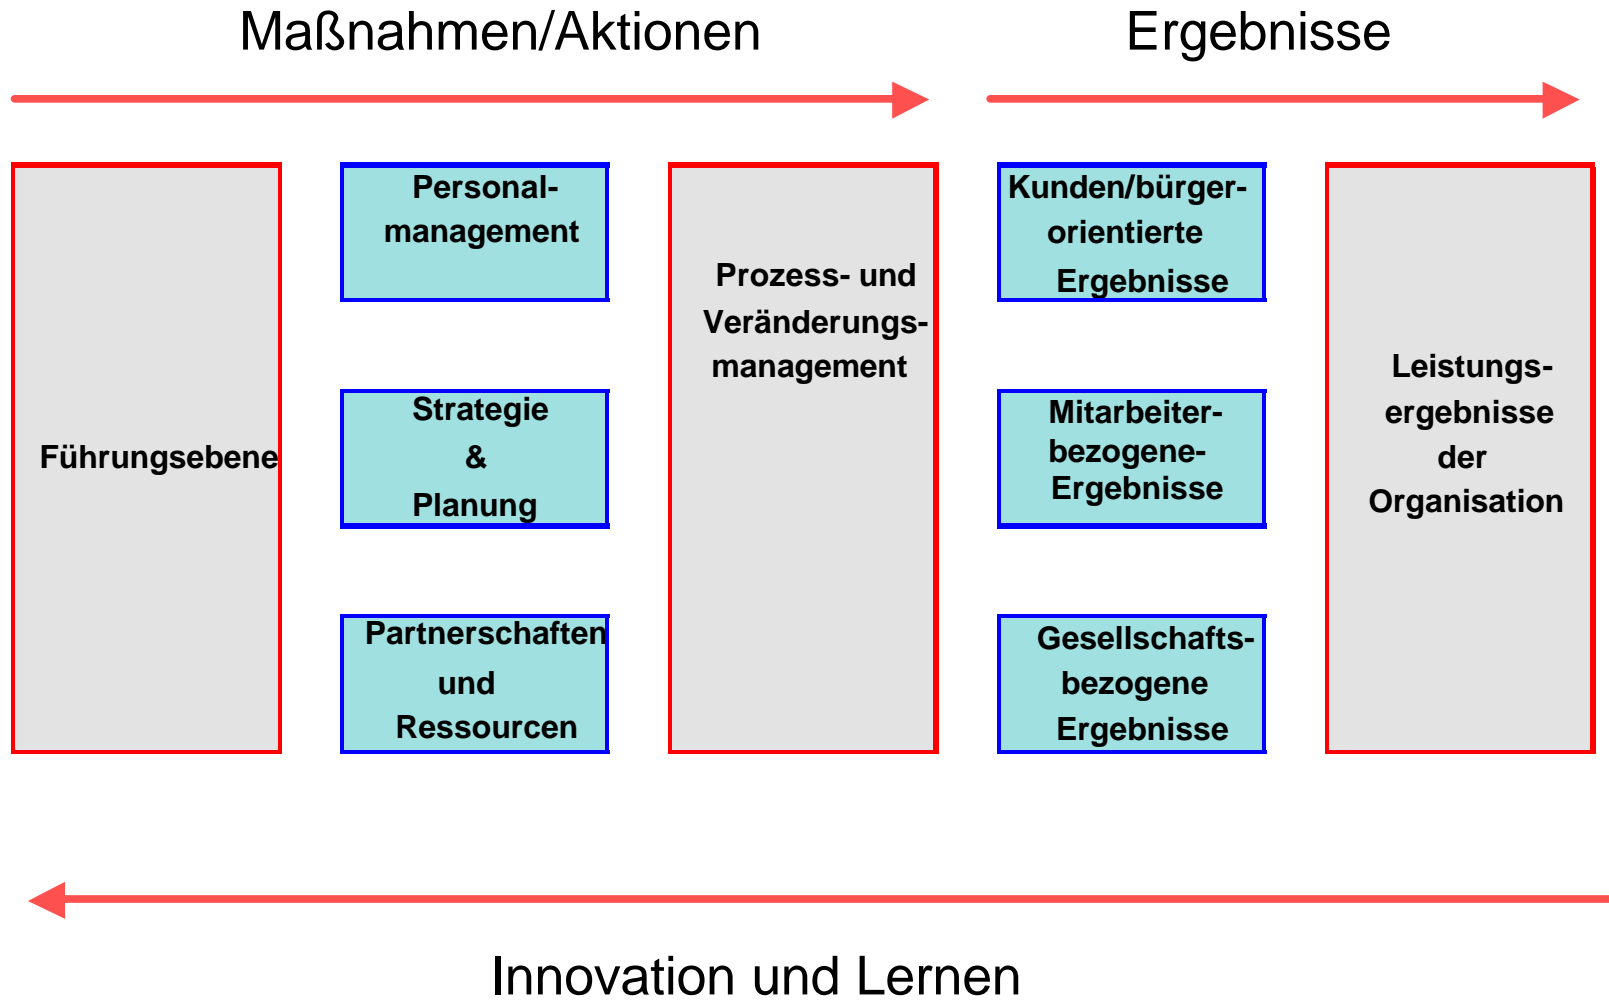 Maßnahmen/Aktionen
Ergebnisse
Führungsebene
Personal-
management
Strategie
&
Planung
Partnerschaften
und
Ressourcen
Prozess- und
Veränderungs-
management
Kunden/bürger-
orientierte
Ergebnisse
Mitarbeiter-
bezogene-
Ergebnisse
Gesellschafts-
bezogene
Ergebnisse
Leistungs-
ergebnisse
der
Organisation
Innovation und Lernen